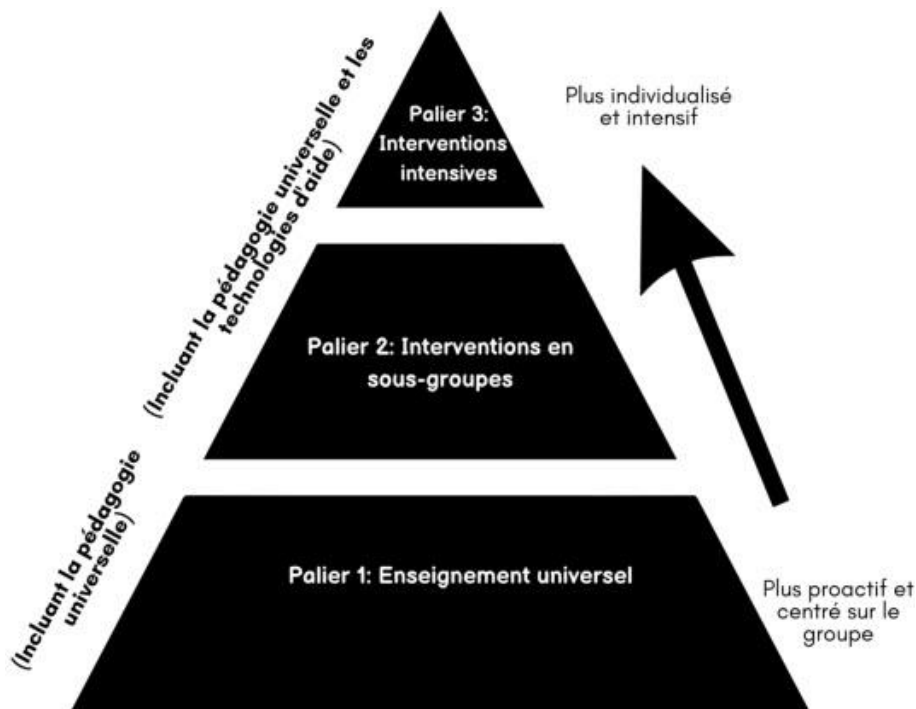 Palier 3:
Interventions
intensives
Plus individualisé
et intensif
(Incluant la pédagogie universelle et les
technologies d'aide)
Palier 2: Interventions en
sous-groupes
(Incluant la pédagogie
universelle)
Palier 1: Enseignement universel
Plus proactif et
centré sur le
groupe